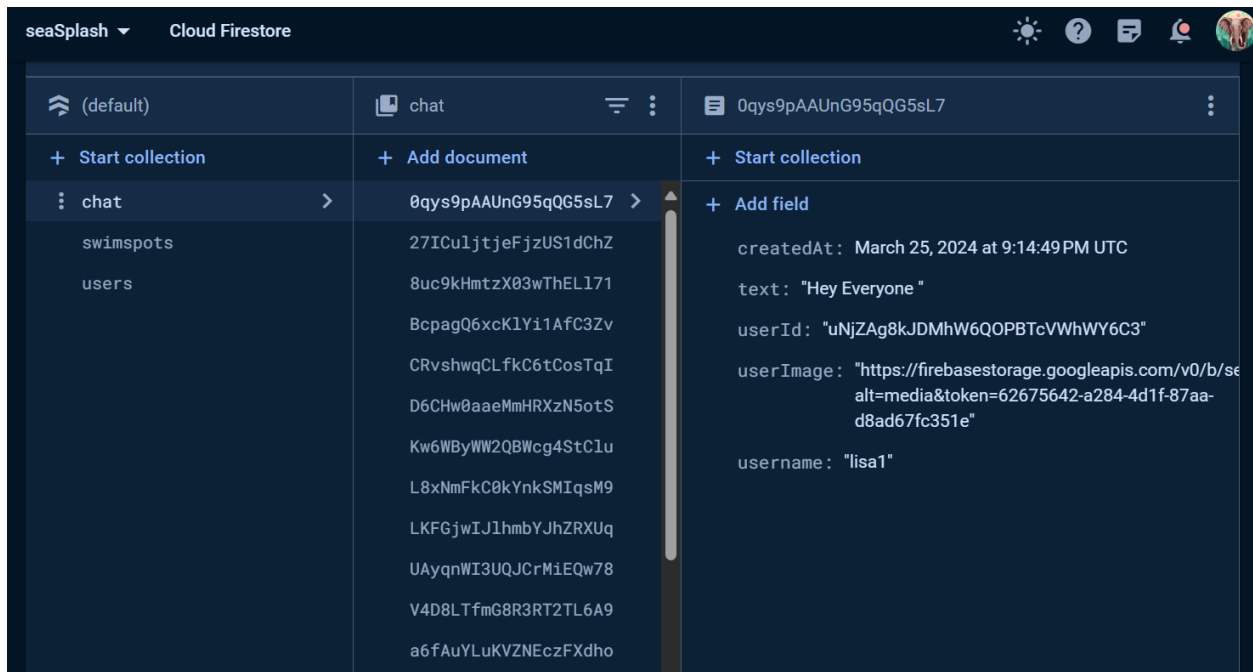 seaSplash Cloud Firestore
(default)
chat
0qys9pAAUnG95qQG5sL7
+ Start collection
+ Add document
+ Start collection
chat
swimspots
users
0qys9pAAUnG95qQG5sL7
27ICuljtjeFjzUS1dChZ
8uc9kHmtzX03wThELl71
BcpagQ6xcKlYi1AfC3Zv
CRvshwqCLfkC6tCosTqI
D6CHw0aaeMmHRXzN5otS
Kw6WByWW2QBWcg4StClu
L8xNmFkC0kYnkSMIqsM9
LKFGjwIJlhmbYJhZRXUq
UAyqnWI3UQJCrMiEQw78
V4D8LTfmG8R3RT2TL6A9
a6fAuYLuKVZNEczFXdho
+ Add field
createdAt: March 25, 2024 at 9:14:49 PM UTC
text: "Hey Everyone "
userId: "uNjZAg8kJDMhW6QOPBTcVWhWY6C3"
userImage: "https://firebasestorage.googleapis.com/v0/b/se
alt=media&token=62675642-a284-4d1f-87aa-
d8ad67fc351e"
username: "lisa1"